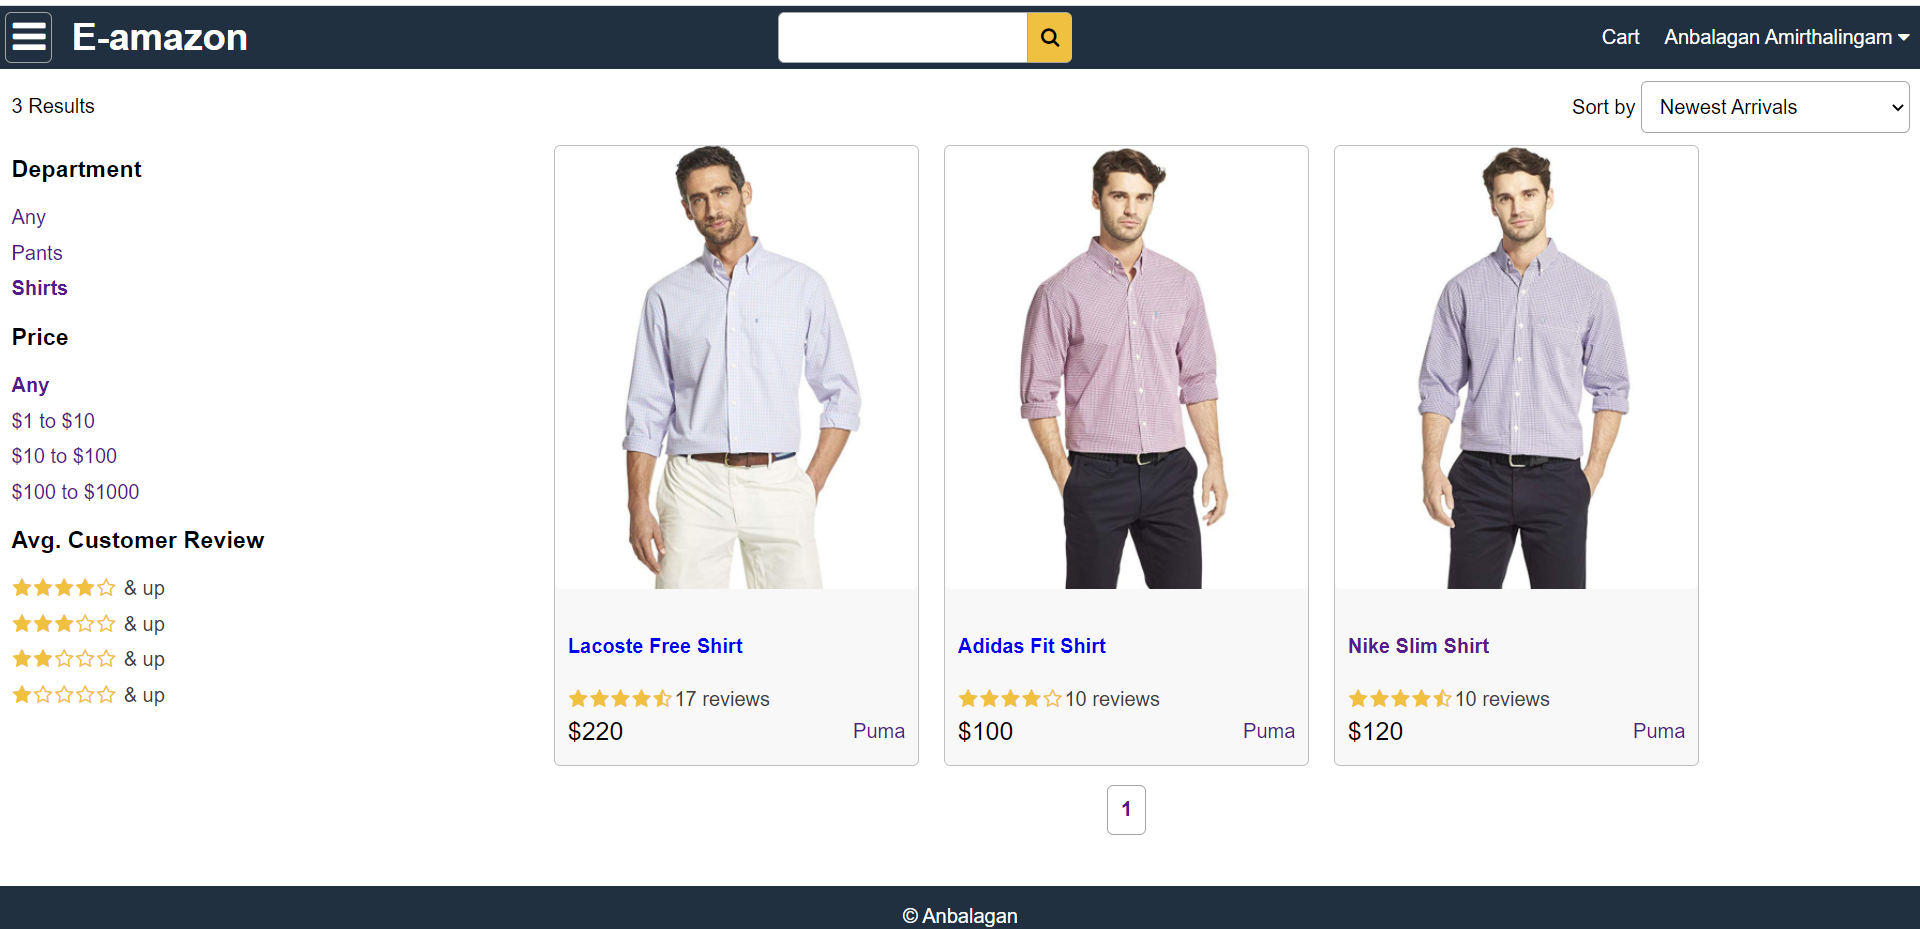 E-amazon
Cart
Anbalagan Amirthalingam
3 Results
Sort by
Newest Arrivals
Department
Any
Pants
Shirts
Price
Any
$1 to $10
$10 to $100
$100 to $1000
Avg. Customer Review
& up
& up
& up
& up
Lacoste Free Shirt
17 reviews
$220
Puma
Adidas Fit Shirt
10 reviews
$100
Puma
Nike Slim Shirt
10 reviews
$120
Puma
1
© Anbalagan